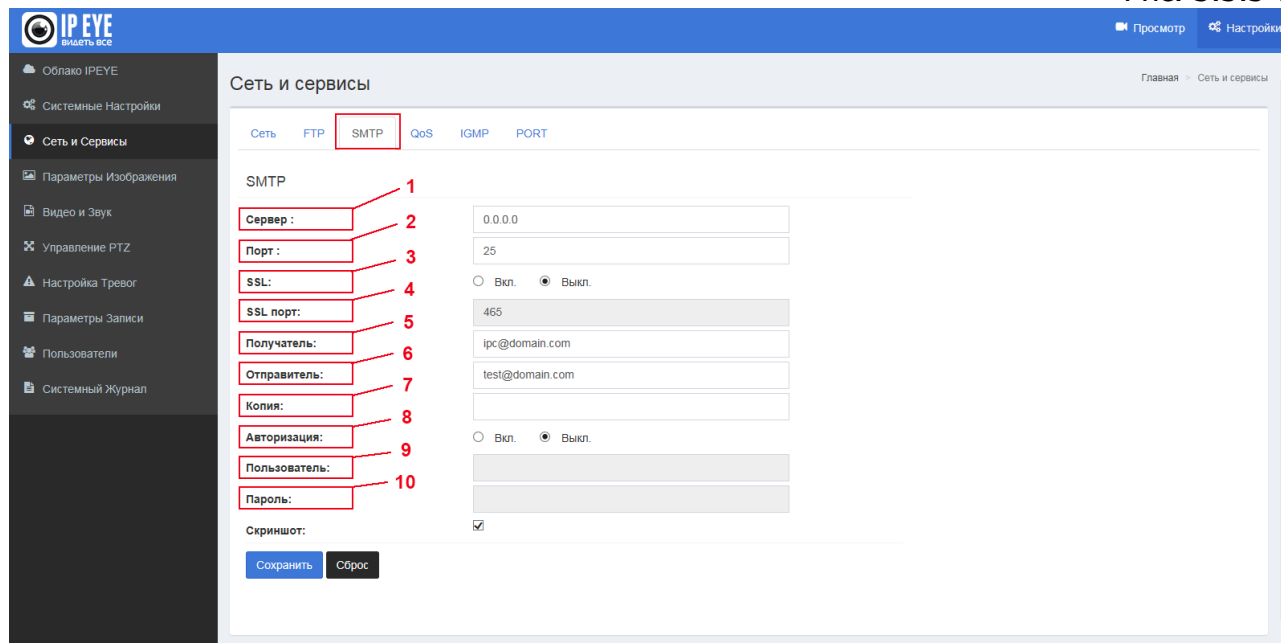 IP EYE
видеть все
Просмотр
Настройки
Облако IPEYE
Системные Настройки
Сеть и Сервисы
Параметры Изображения
Видео и Звук
Управление PTZ
Настройка Тревог
Параметры Записи
Пользователи
Системный Журнал
Сеть и сервисы
Главная > Сеть и сервисы
Сеть FTP SMTP QoS IGMP PORT
SMTP
1
Сервер : 0.0.0.0
2
Порт : 25
3
SSL: Вкл. Выкл.
4
SSL порт: 465
5
Получатель: ipc@domain.com
6
Отправитель: test@domain.com
7
Копия:
8
Авторизация: Вкл. Выкл.
9
Пользователь:
10
Пароль:
Скриншот:
Сохранить Сброс